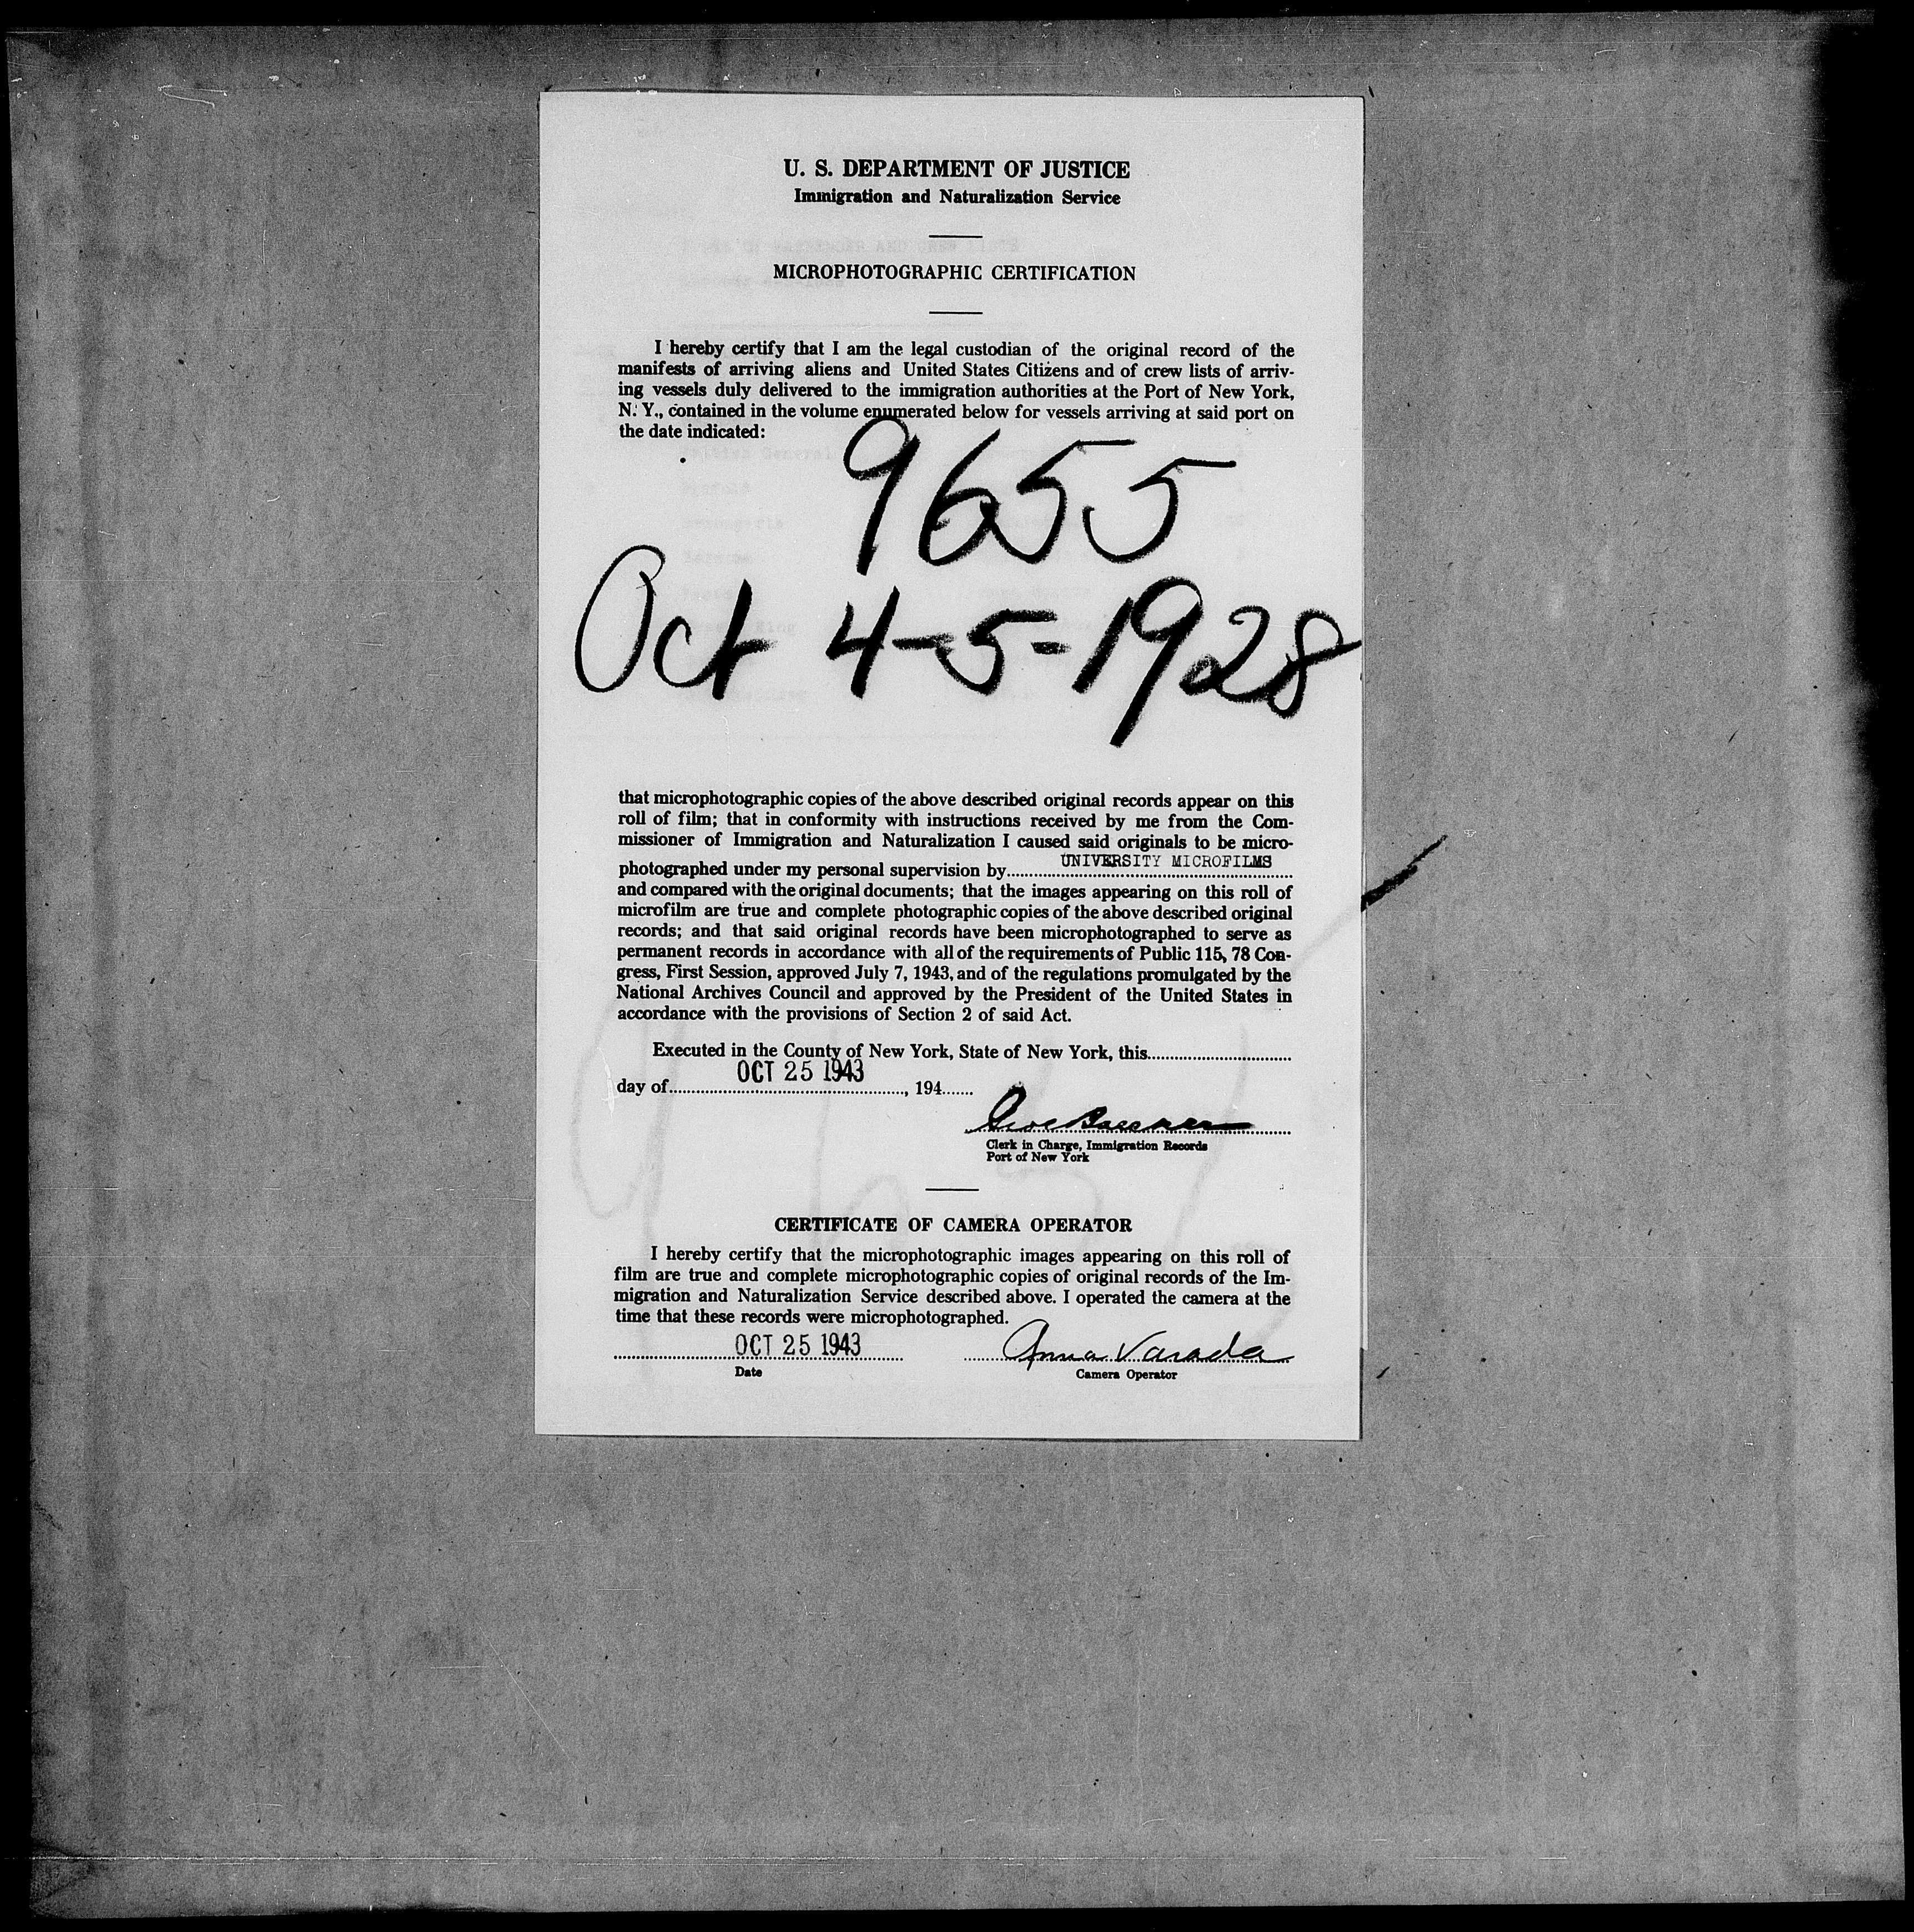 U. S. DEPARTMENT OF JUSTICE
Immigration and Naturalization Service
MICROPHOTOGRAPHIC CERTIFICATION
I hereby certify that I am the legal custodian of the original record of the
manifests of arriving aliens and United States Citizens and of crew lists of arriv-
ing vessels duly delivered to the immigration authorities at the Port of New York,
N. Y., contained in the volume enumerated below for vessels arriving at said port on
the date indicated:
9655
Oct 4-5-1928
that microphotographic copies of the above described original records appear on this
roll of film; that in conformity with instructions received by me from the Com-
missioner of Immigration and Naturalization I caused said originals to be micro-
photographed under my personal supervision by UNIVERSITY MICROFILMS
and compared with the original documents; that the images appearing on this roll of
microfilm are true and complete photographic copies of the above described original
records; and that said original records have been microphotographed to serve as
permanent records in accordance with all of the requirements of Public 115, 78 Con-
gress, First Session, approved July 7, 1943, and of the regulations promulgated by the
National Archives Council and approved by the President of the United States in
accordance with the provisions of Section 2 of said Act.
Executed in the County of New York, State of New York, this
day of OCT 25 1943, 194
Clerk in Charge, Immigration Records
Port of New York
CERTIFICATE OF CAMERA OPERATOR
I hereby certify that the microphotographic images appearing on this roll of
film are true and complete microphotographic copies of original records of the Im-
migration and Naturalization Service described above. I operated the camera at the
time that these records were microphotographed.
OCT 25 1943 Anna Varada
Date Camera Operator